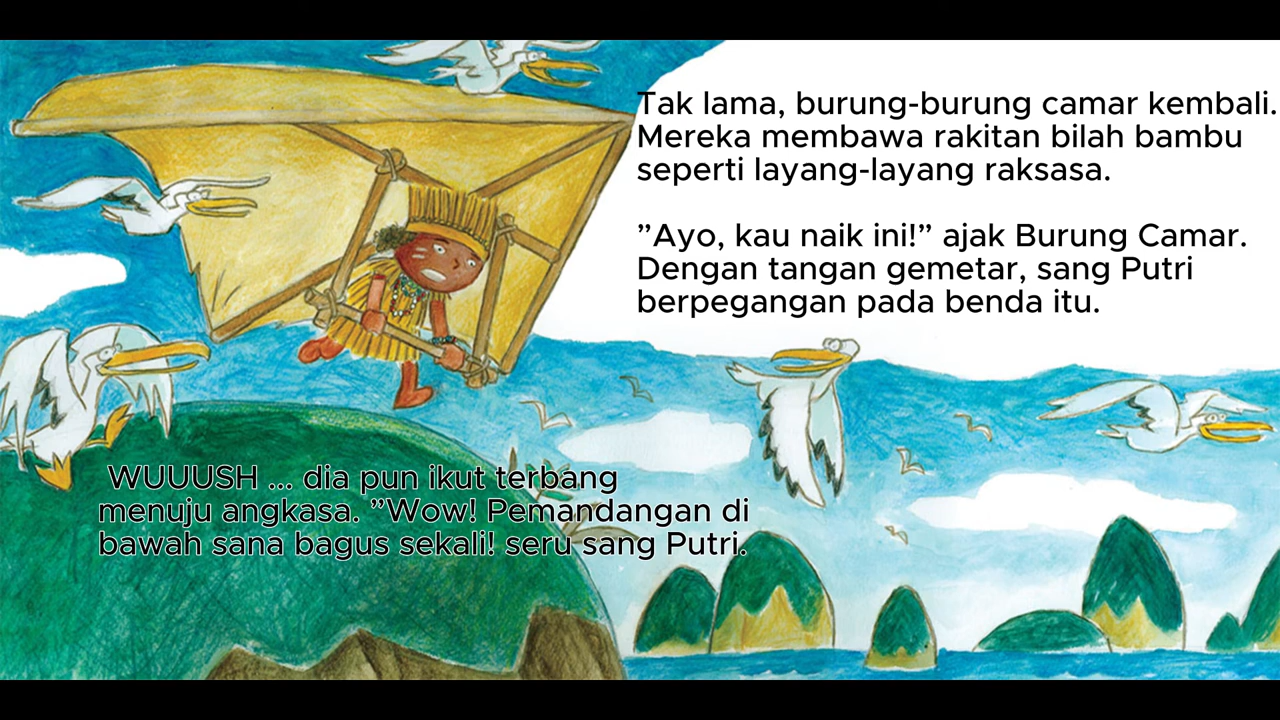 Tak lama, burung-burung camar kembali.
Mereka membawa rakitan bilah bambu
seperti layang-layang raksasa.
”Ayo, kau naik ini!” ajak Burung Camar.
Dengan tangan gemetar, sang Putri
berpegangan pada benda itu.
WUUUSH ... dia pun ikut terbang
menuju angkasa. ”Wow! Pemandangan di
bawah sana bagus sekali! seru sang Putri.